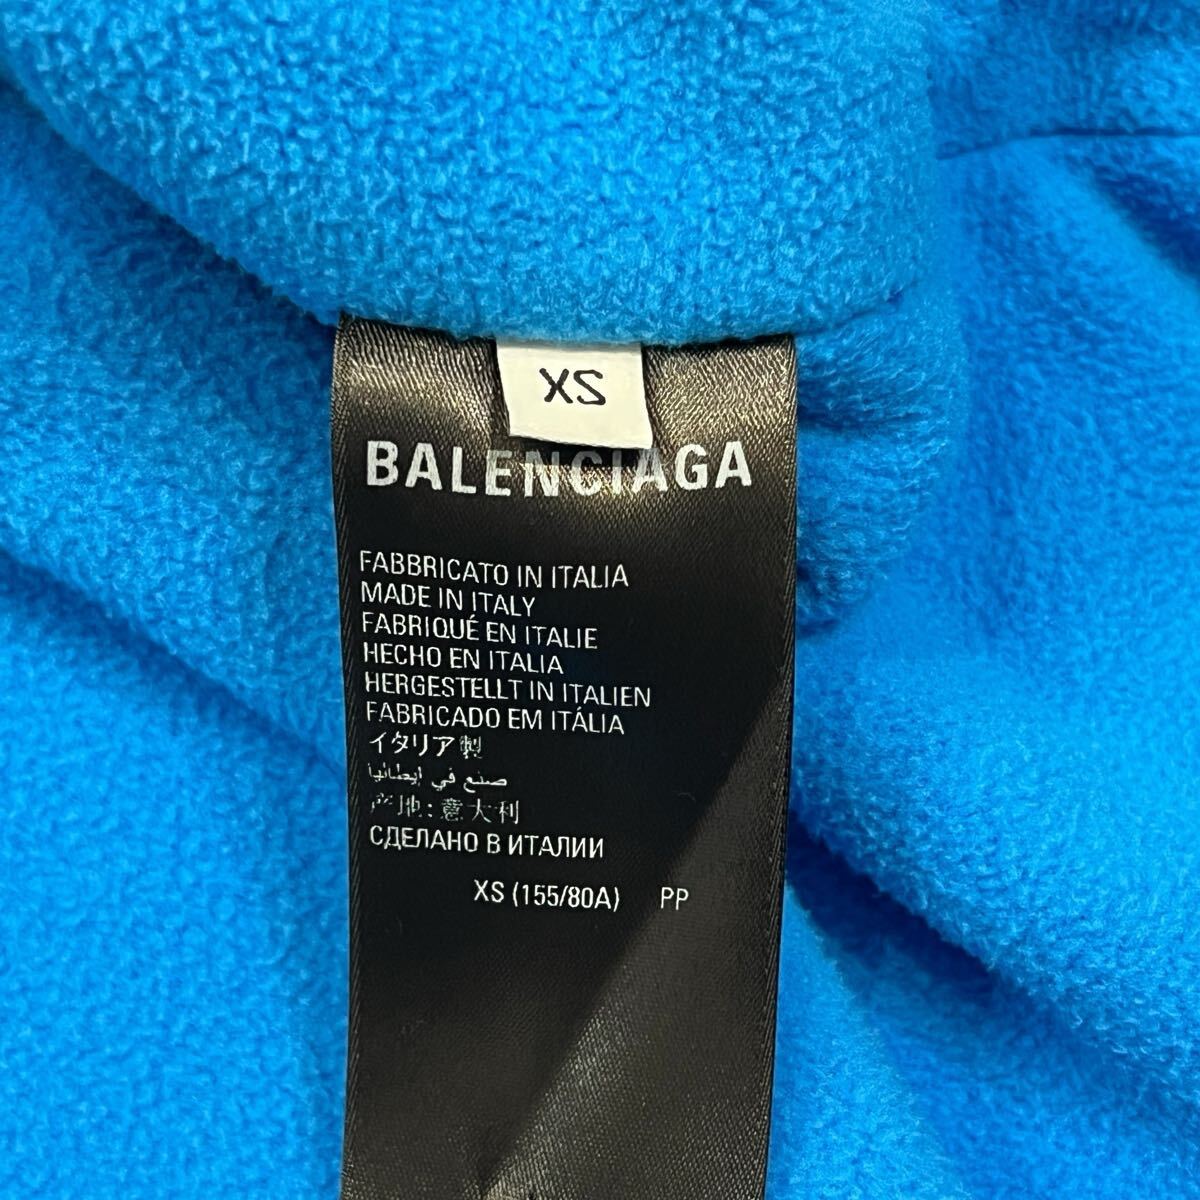 XS
BALENCIAGA
FABBRICATO IN ITALIA
MADE IN ITALY
FABRIQUÉ EN ITALIE
HECHO EN ITALIA
HERGESTELLT IN ITALIEN
FABRICADO EM ITÁLIA
イタリア製
صنع في إيطاليا
产地:意大利
СДЕЛАНО В ИТАЛИИ
XS (155/80A) PP